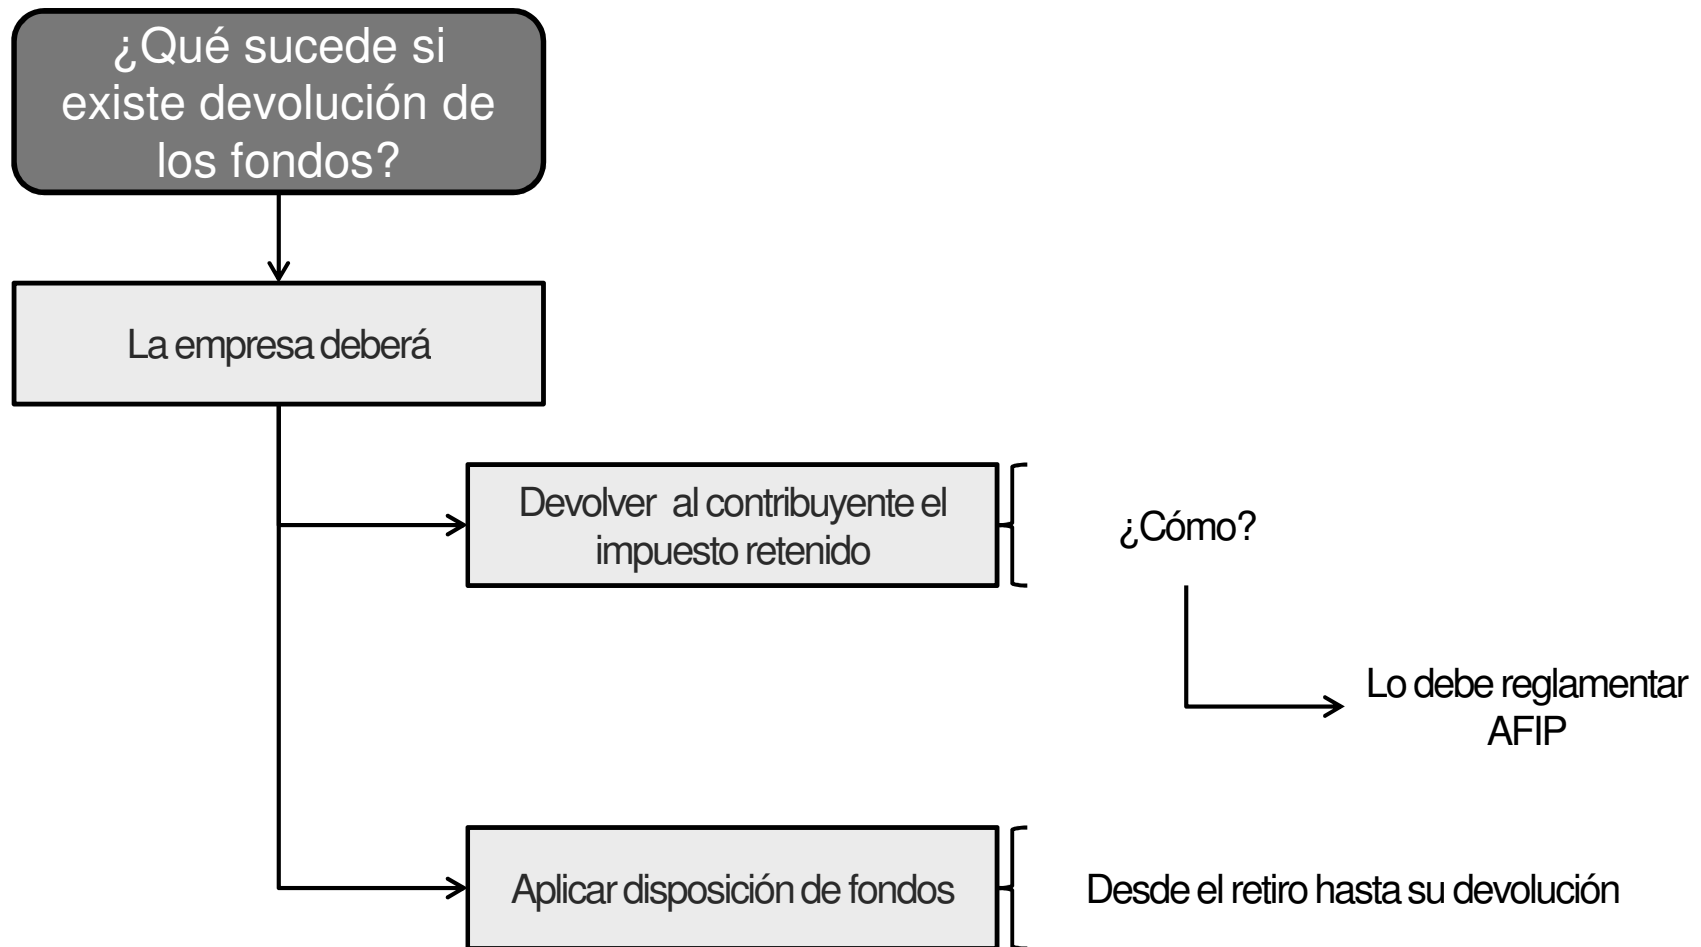 ¿Qué sucede si
existe devolución de
los fondos?
La empresa deberá
Devolver al contribuyente el
impuesto retenido
¿Cómo?
Lo debe reglamentar
AFIP
Aplicar disposición de fondos
Desde el retiro hasta su devolución